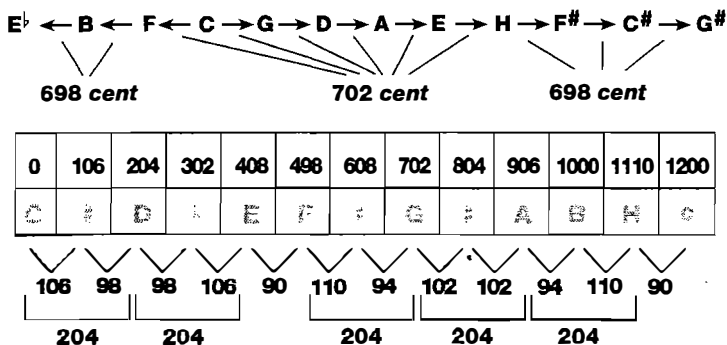 E♭ ← B ← F ← C → G → D → A → E → H → F# → C# → G#
698 cent 702 cent 698 cent
0 106 204 302 408 498 608 702 804 906 1000 1110 1200
C D E F G A B H c
106 98 98 106 90 110 94 102 102 94 110 90
204 204 204 204 204